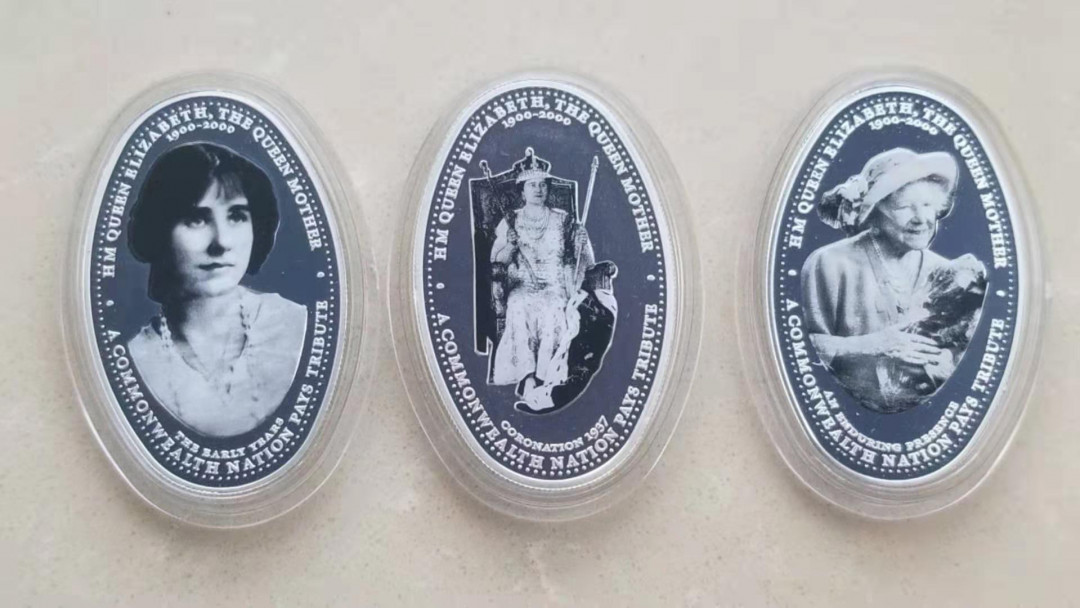 HM QUEEN ELIZABETH, THE QUEEN MOTHER
1900-2000
THE EARLY YEARS
A COMMONWEALTH NATION PAYS TRIBUTE
HM QUEEN ELIZABETH, THE QUEEN MOTHER
1900-2000
CORONATION 1937
A COMMONWEALTH NATION PAYS TRIBUTE
HM QUEEN ELIZABETH, THE QUEEN MOTHER
1900-2000
AN ENDURING PRESENCE
A COMMONWEALTH NATION PAYS TRIBUTE